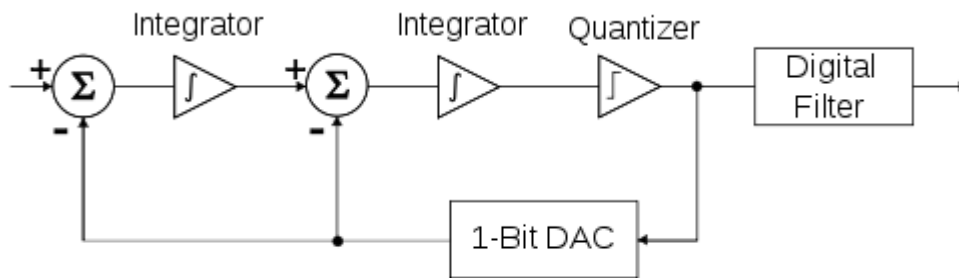 Integrator
Integrator
Quantizer
+
Σ
-
∫
+
Σ
-
∫
Digital
Filter
1-Bit DAC